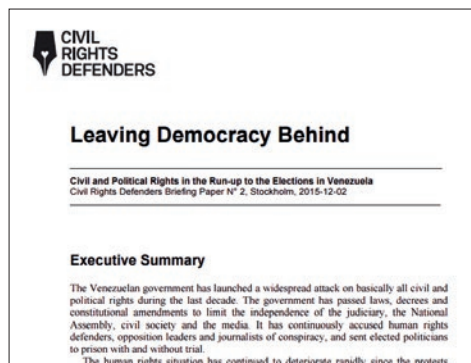 CIVIL
RIGHTS
DEFENDERS
Leaving Democracy Behind
Civil and Political Rights in the Run-up to the Elections in Venezuela
Civil Rights Defenders Briefing Paper N° 2, Stockholm, 2015-12-02
Executive Summary
The Venezuelan government has launched a widespread attack on basically all civil and
political rights during the last decade. The government has passed laws, decrees and
constitutional amendments to limit the independence of the judiciary, the National
Assembly, civil society and the media. It has continuously accused human rights
defenders, opposition leaders and journalists of conspiracy, and sent elected politicians
to prison with and without trial.
The human rights situation has continued to deteriorate rapidly since the protests